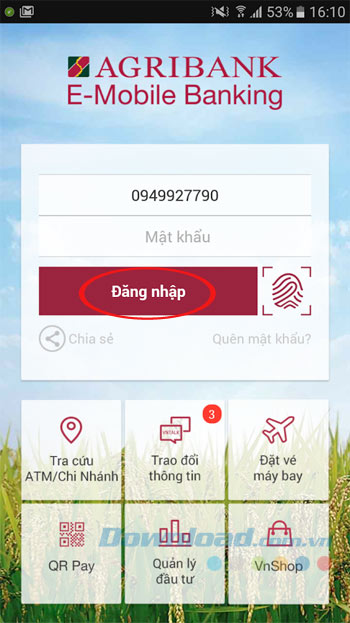 53% 16:10
AGRIBANK
E-Mobile Banking
0949927790
Mật khẩu
Đăng nhập
Chia sẻ
Quên mật khẩu?
Tra cứu
ATM/Chi Nhánh
VNTALK
3
Trao đổi
thông tin
Đặt vé
máy bay
Download.com.vn
QR Pay
Quản lý
đầu tư
VnShop